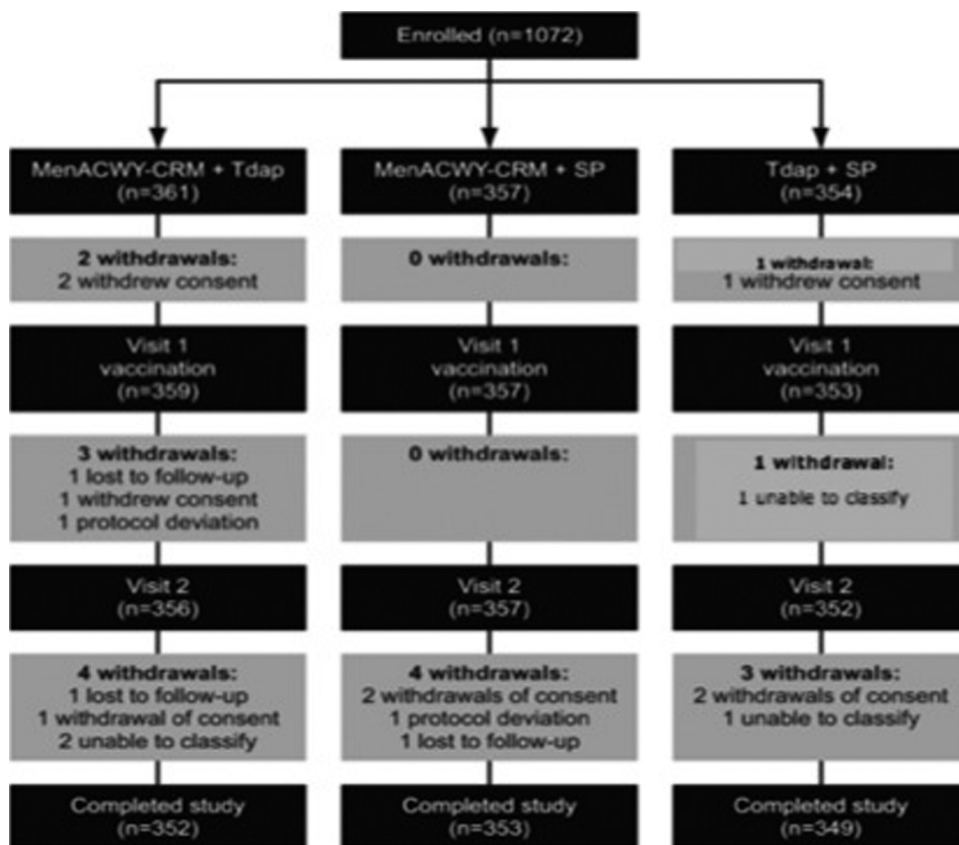 Enrolled (n=1072)
MenACWY-CRM + Tdap
(n=361)
MenACWY-CRM + SP
(n=357)
Tdap + SP
(n=354)
2 withdrawals:
2 withdrew consent
0 withdrawals:
1 withdrawal:
1 withdrew consent
Visit 1
vaccination
(n=359)
Visit 1
vaccination
(n=357)
Visit 1
vaccination
(n=353)
3 withdrawals:
1 lost to follow-up
1 withdrew consent
1 protocol deviation
0 withdrawals:
1 withdrawal:
1 unable to classify
Visit 2
(n=356)
Visit 2
(n=357)
Visit 2
(n=352)
4 withdrawals:
1 lost to follow-up
1 withdrawal of consent
2 unable to classify
4 withdrawals:
2 withdrawals of consent
1 protocol deviation
1 lost to follow-up
3 withdrawals:
2 withdrawals of consent
1 unable to classify
Completed study
(n=352)
Completed study
(n=353)
Completed study
(n=349)